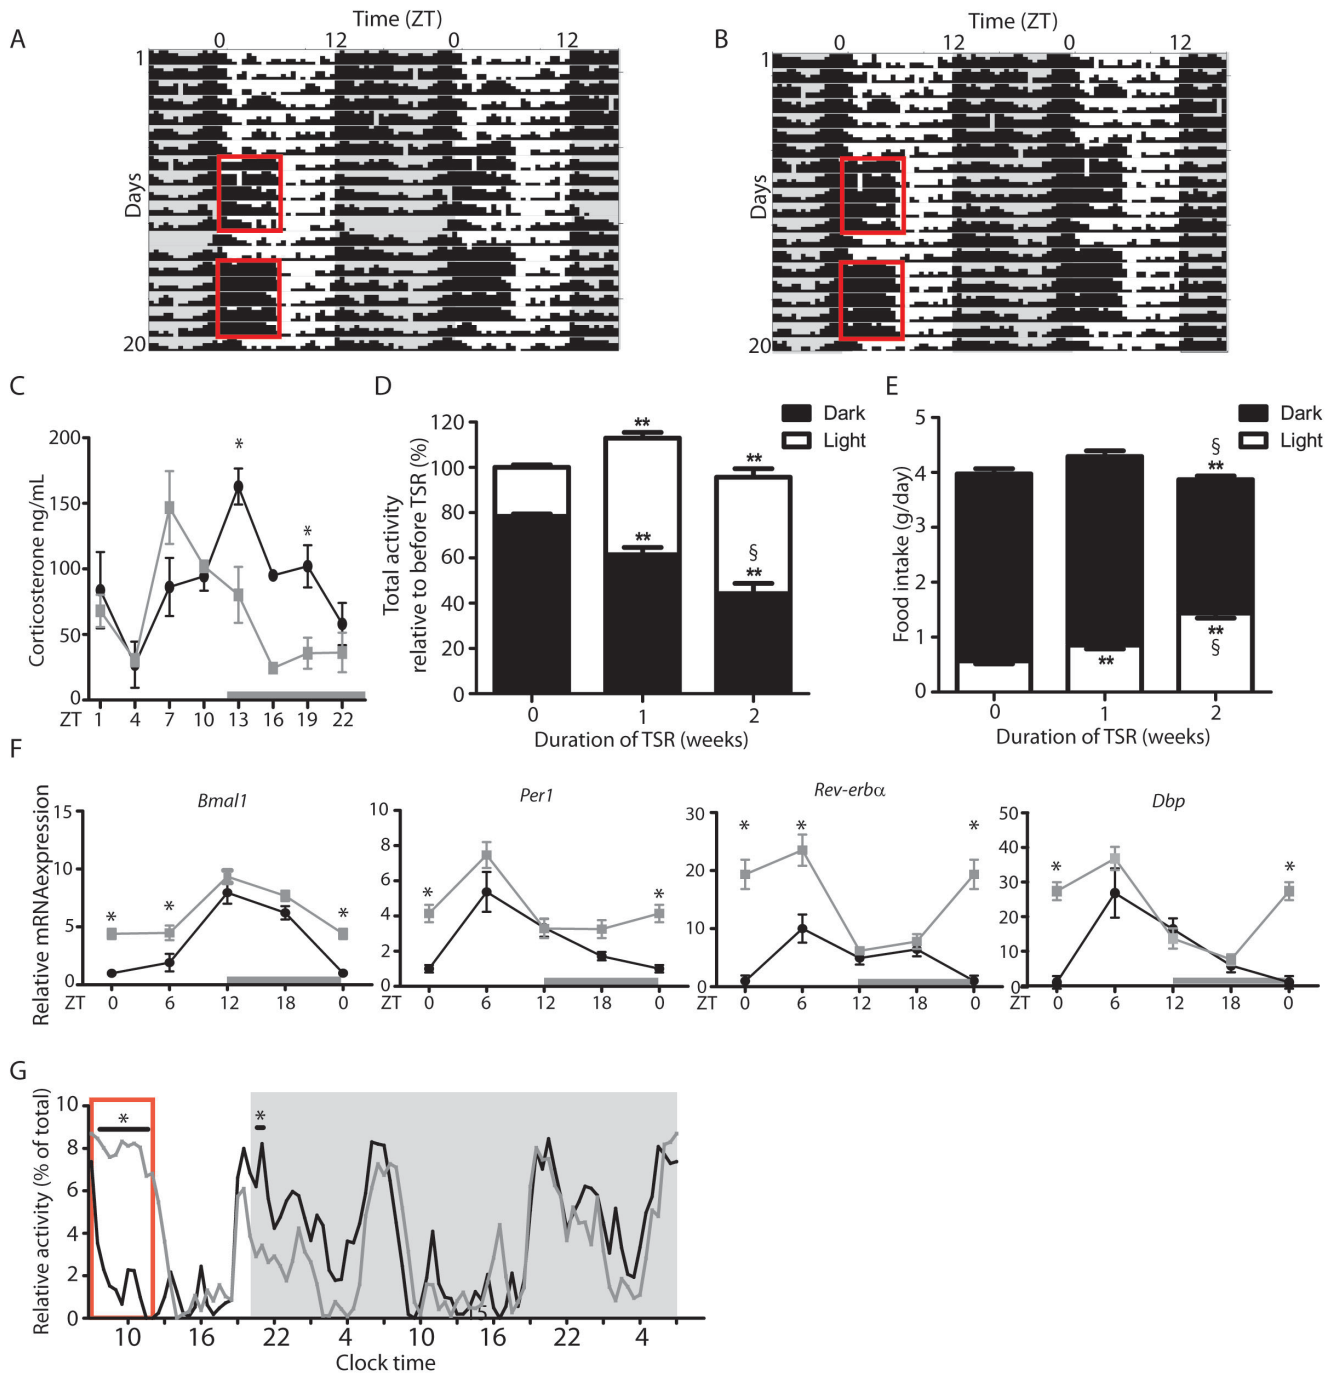 A
Time (ZT)
0 12 0 12
1
Days
20
B
Time (ZT)
0 12 0 12
1
Days
20
C
Corticosterone ng/mL
200
150
100
50
0
* *
ZT 1 4 7 10 13 16 19 22
D
Dark
Light
Total activity
relative to before TSR (%)
120
100
80
60
40
20
0
** **
** § **
0 1 2
Duration of TSR (weeks)
E
Dark
Light
Food intake (g/day)
5
4
3
2
1
0
§
**
** **
§
0 1 2
Duration of TSR (weeks)
F
Relative mRNAexpression
Bmal1
15
10
5
0
* * *
ZT 0 6 12 18 0
Per1
10
8
6
4
2
0
* *
ZT 0 6 12 18 0
Rev-erbα
30
20
10
0
* * *
ZT 0 6 12 18 0
Dbp
50
40
30
20
10
0
* *
ZT 0 6 12 18 0
G
Relative activity (% of total)
10
8
6
4
2
0
* *
15
10 16 22 4 10 16 22 4
Clock time